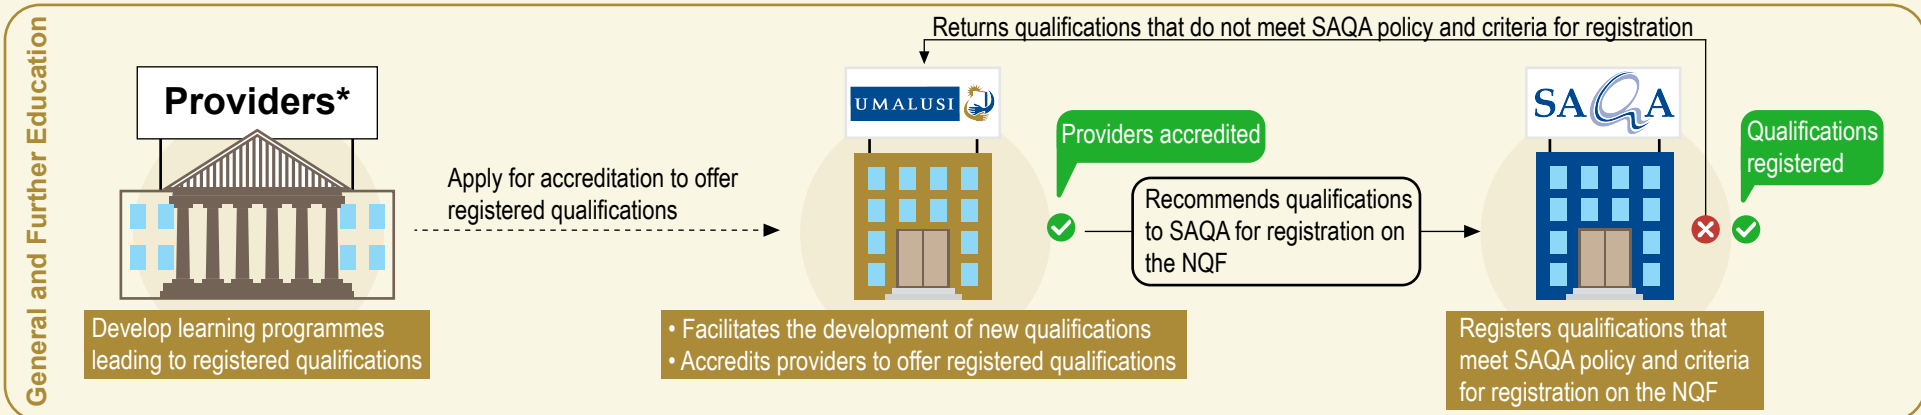 General and Further Education
Returns qualifications that do not meet SAQA policy and criteria for registration
Providers*
UMALUSI
SAQA
Providers accredited
Qualifications
registered
Apply for accreditation to offer
registered qualifications
Recommends qualifications
to SAQA for registration on
the NQF
Develop learning programmes
leading to registered qualifications
• Facilitates the development of new qualifications
• Accredits providers to offer registered qualifications
Registers qualifications that
meet SAQA policy and criteria
for registration on the NQF